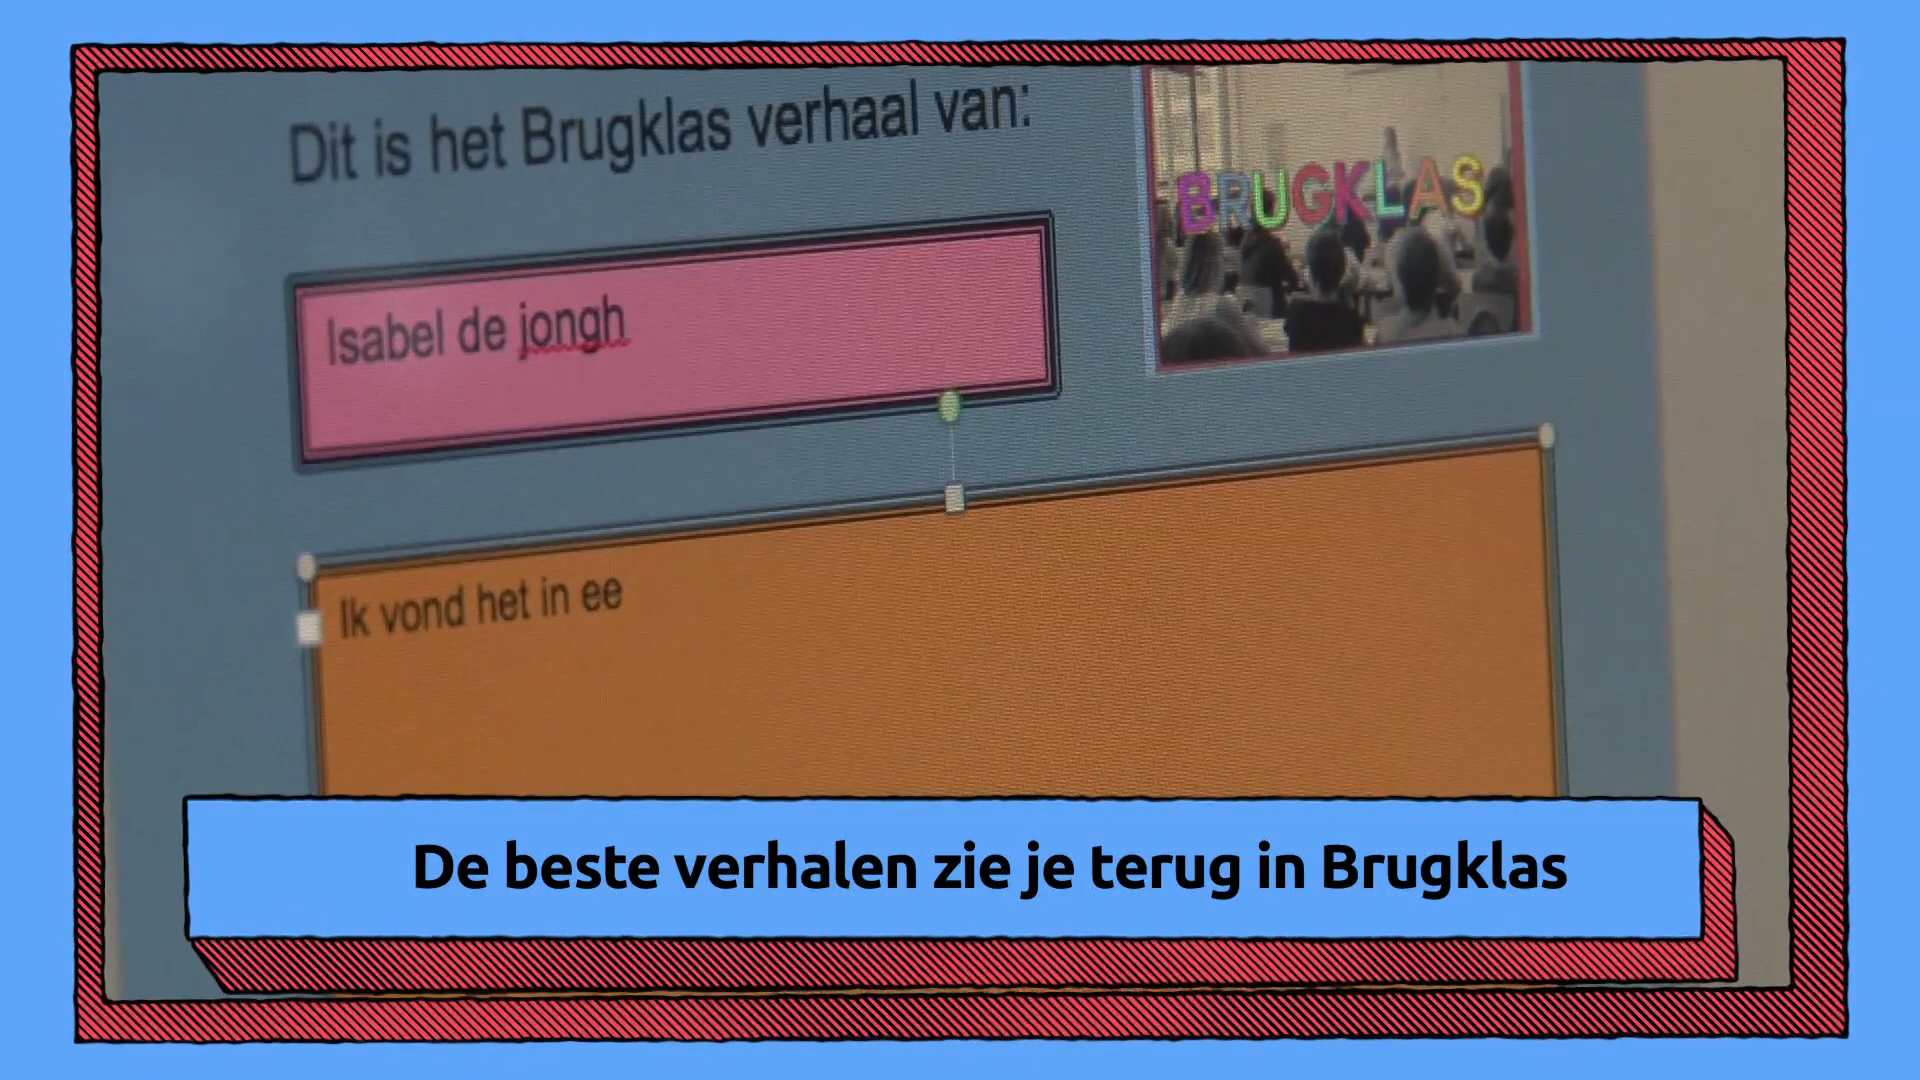 Dit is het Brugklas verhaal van:
BRUGKLAS
Isabel de jongh
Ik vond het in ee
De beste verhalen zie je terug in Brugklas